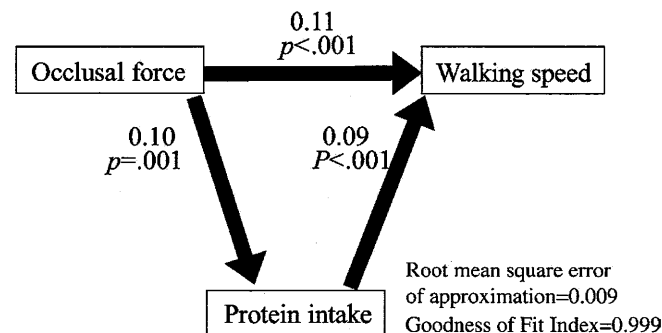 0.11
p<.001
Occlusal force
Walking speed
0.10
p=.001
0.09
P<.001
Protein intake
Root mean square error
of approximation=0.009
Goodness of Fit Index=0.999